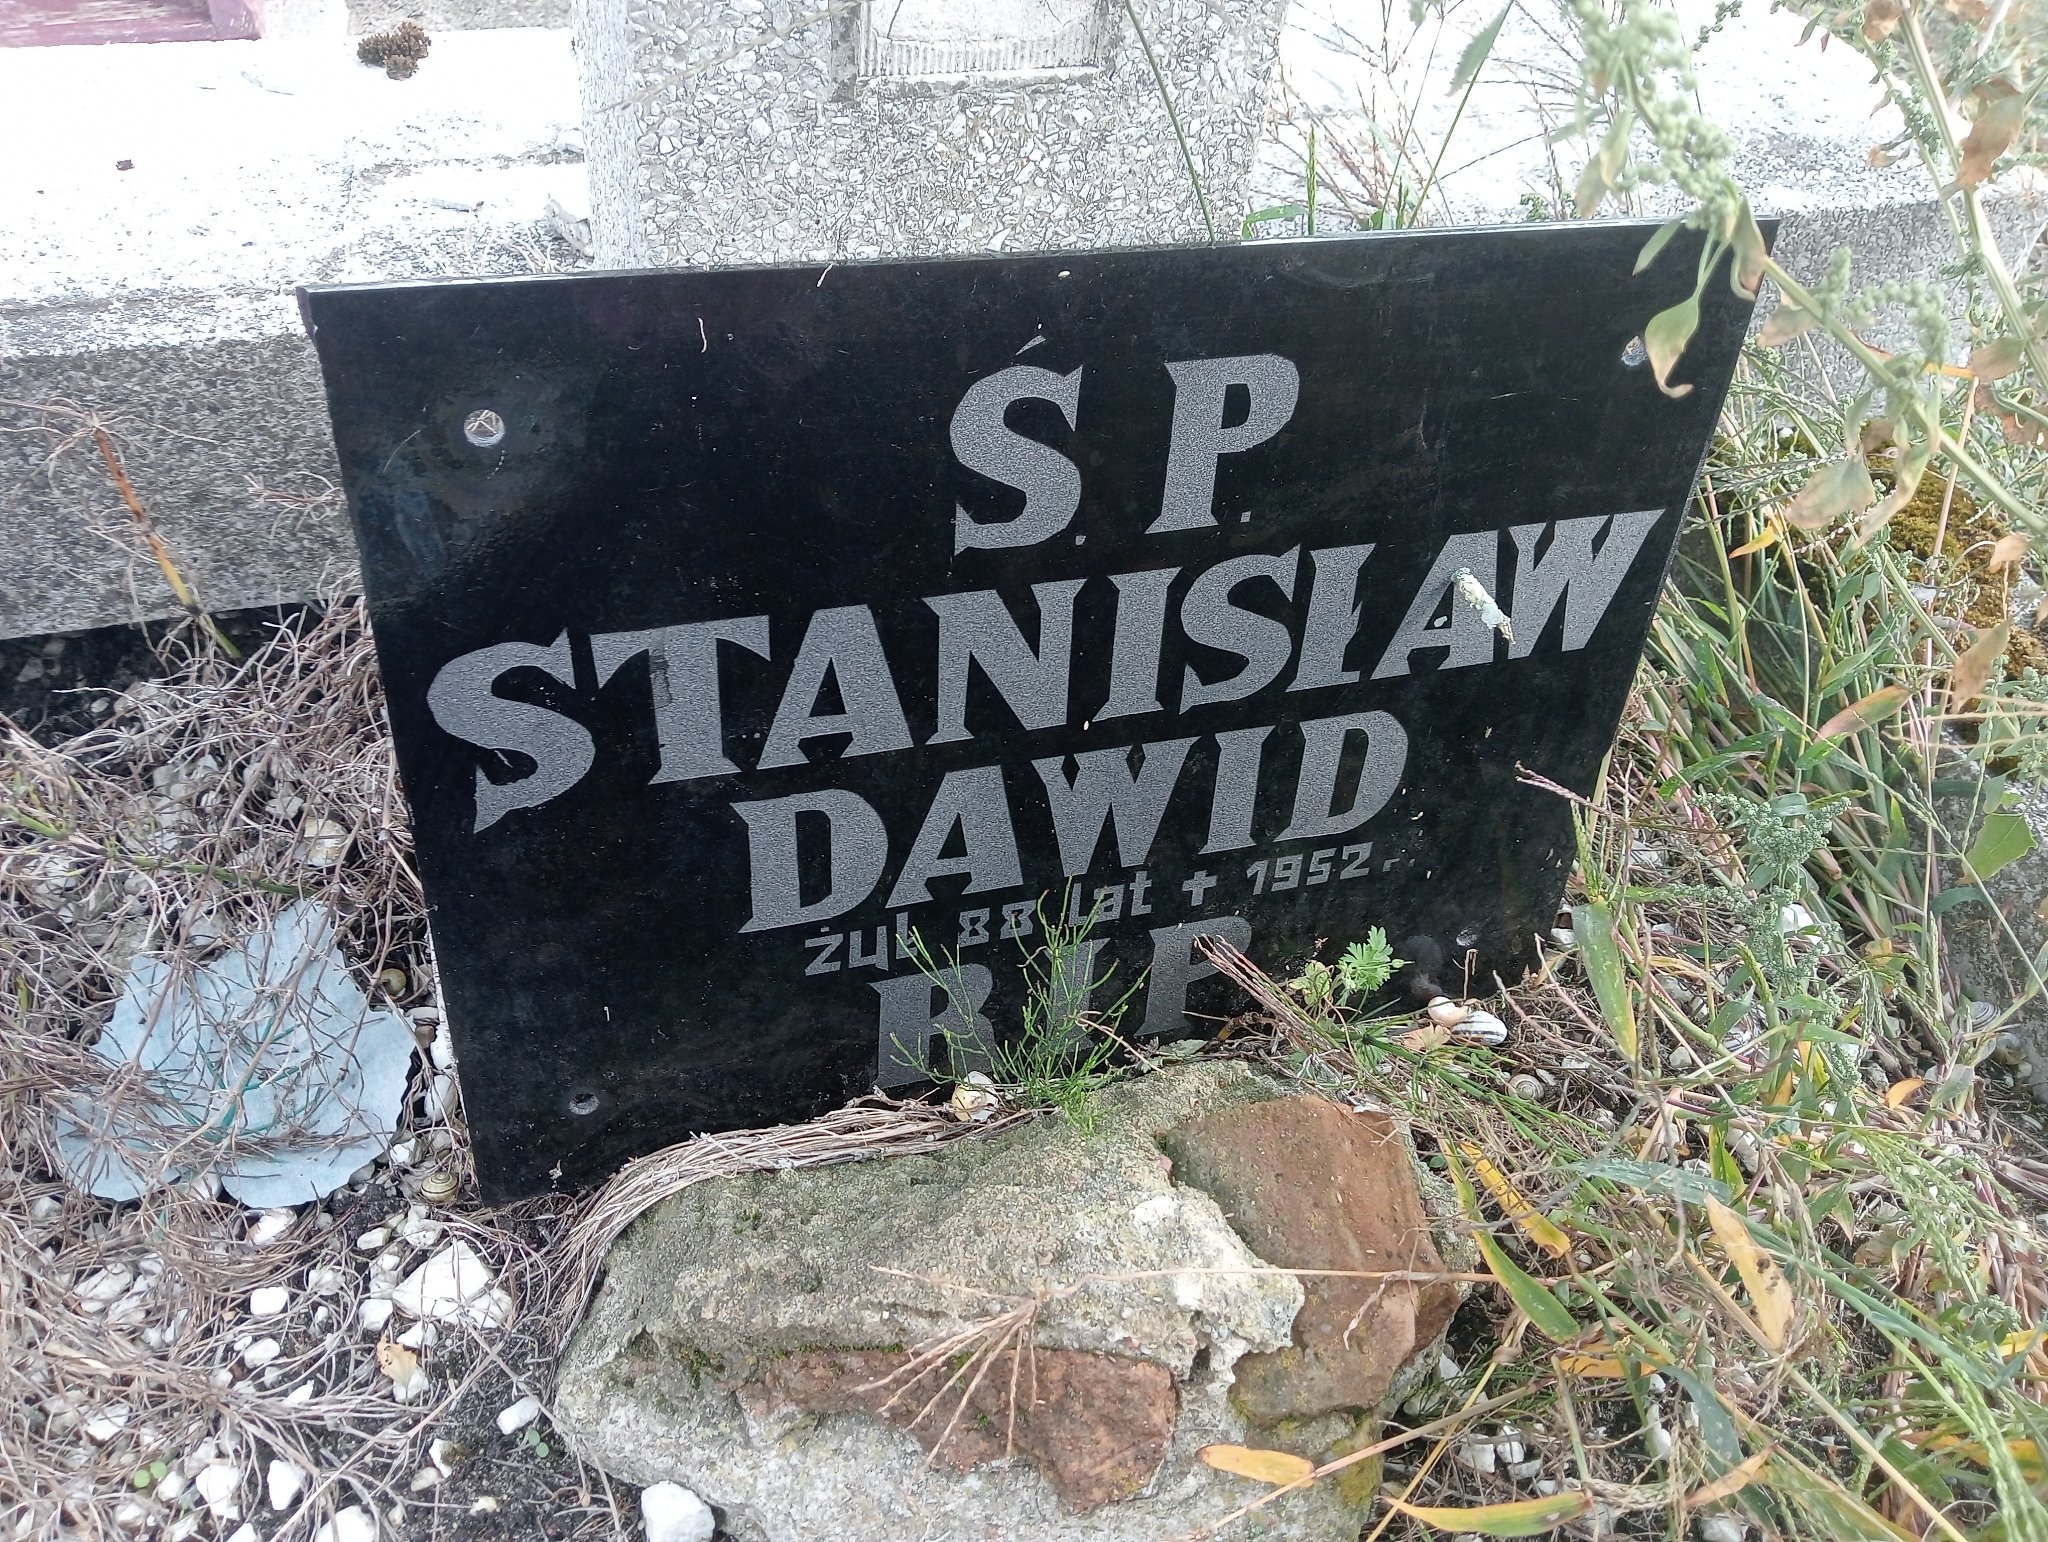 Ś. P.
STANISŁAW
DAWID
żył 88 lat + 1952 r.
R I P